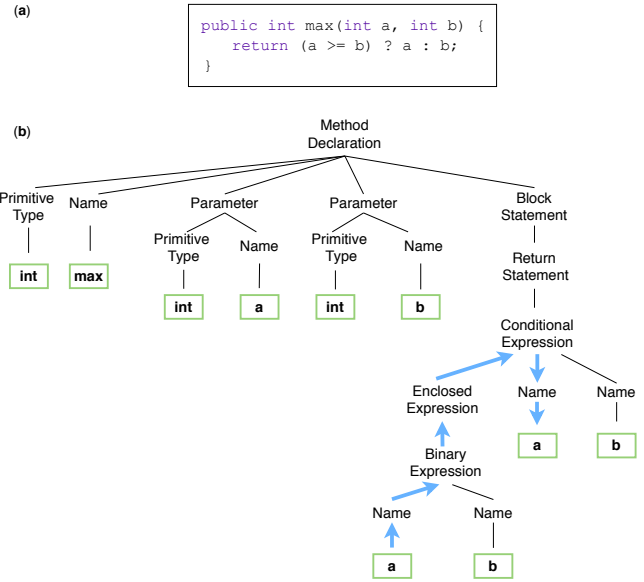 (a)
public int max(int a, int b) {
return (a >= b) ? a : b;
}
(b)
Method
Declaration
Primitive
Type
Name
Parameter
Parameter
Block
Statement
Primitive
Type
Name
Primitive
Type
Name
Return
Statement
int
max
int
a
int
b
Conditional
Expression
Enclosed
Expression
Name
Name
a
b
Binary
Expression
Name
Name
a
b